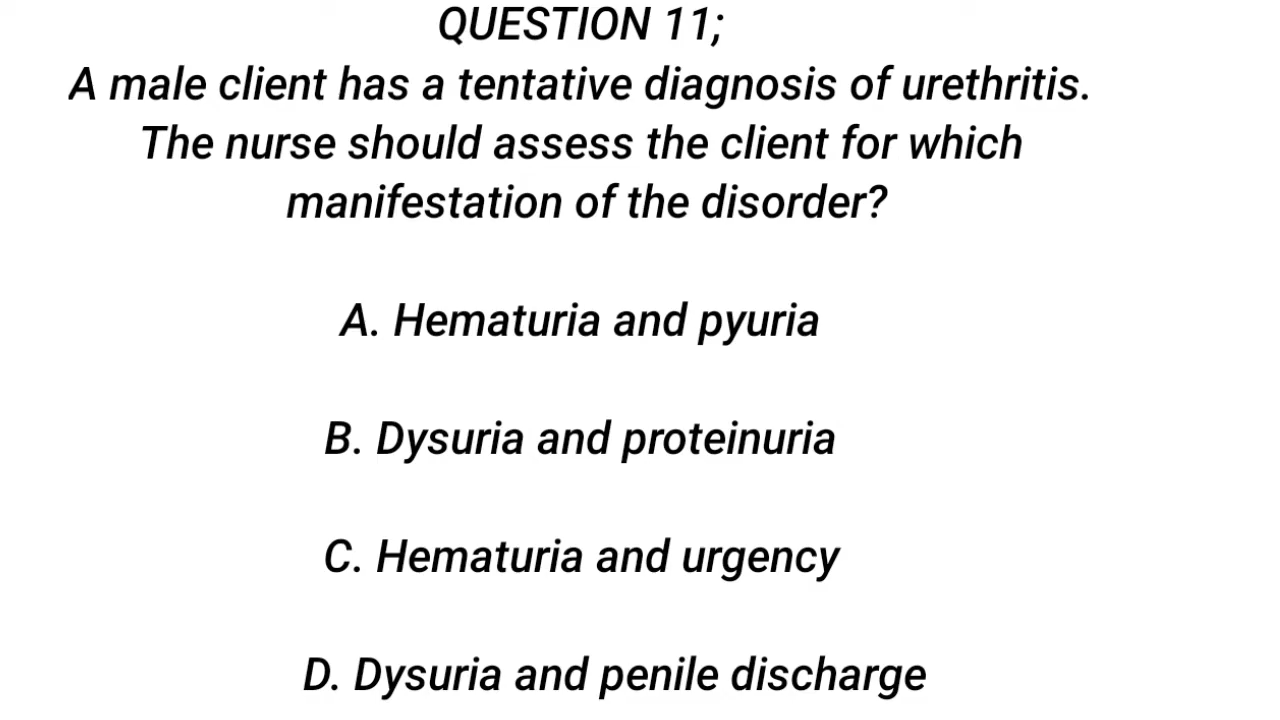 QUESTION 11;
A male client has a tentative diagnosis of urethritis.
The nurse should assess the client for which
manifestation of the disorder?
A. Hematuria and pyuria
B. Dysuria and proteinuria
C. Hematuria and urgency
D. Dysuria and penile discharge